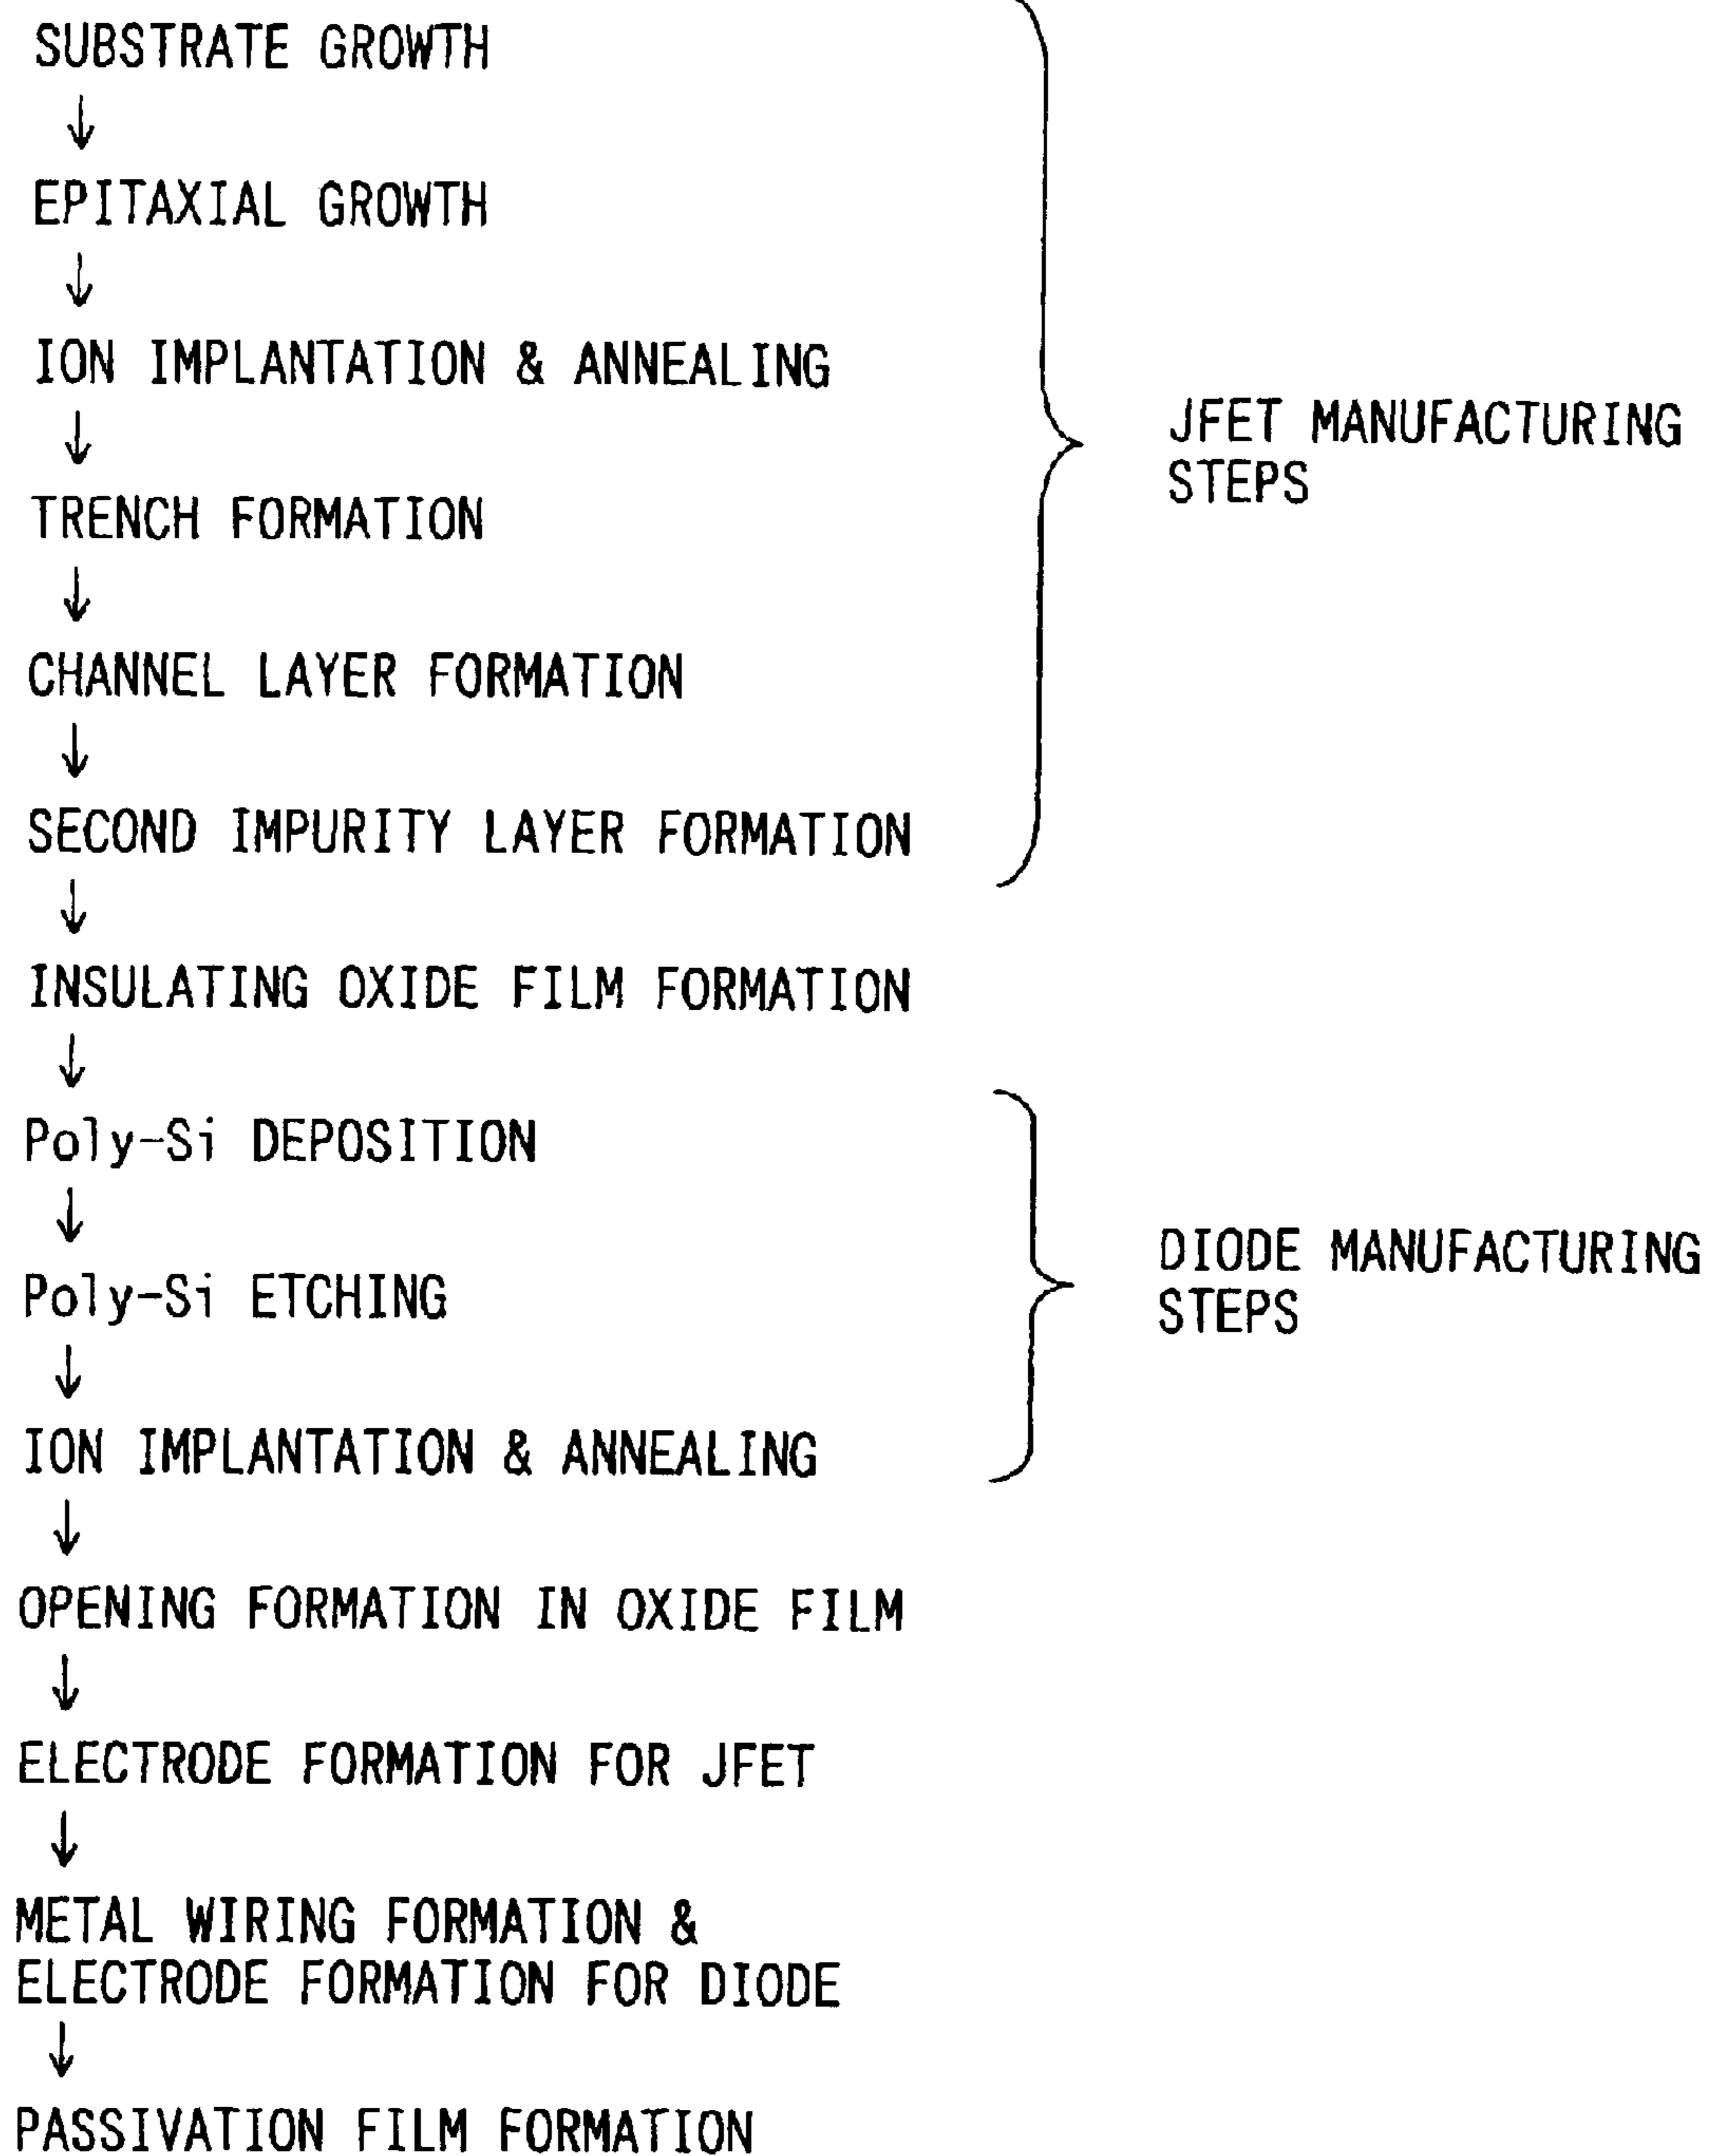 SUBSTRATE GROWTH
↓
EPITAXIAL GROWTH
↓
ION IMPLANTATION & ANNEALING
↓
TRENCH FORMATION
↓
CHANNEL LAYER FORMATION
↓
SECOND IMPURITY LAYER FORMATION
JFET MANUFACTURING
STEPS
↓
INSULATING OXIDE FILM FORMATION
↓
Poly-Si DEPOSITION
↓
Poly-Si ETCHING
↓
ION IMPLANTATION & ANNEALING
DIODE MANUFACTURING
STEPS
↓
OPENING FORMATION IN OXIDE FILM
↓
ELECTRODE FORMATION FOR JFET
↓
METAL WIRING FORMATION &
ELECTRODE FORMATION FOR DIODE
↓
PASSIVATION FILM FORMATION